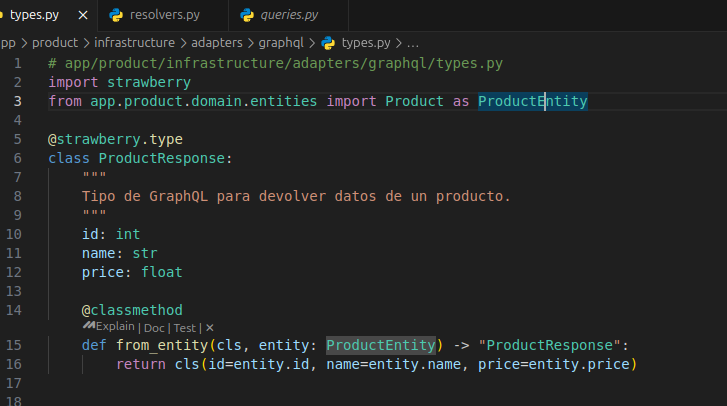 types.py
resolvers.py
queries.py
pp > product > infrastructure > adapters > graphql > types.py > ...
1 # app/product/infrastructure/adapters/graphql/types.py
2 import strawberry
3 from app.product.domain.entities import Product as ProductEntity
4
5 @strawberry.type
6 class ProductResponse:
7 """
8 Tipo de GraphQL para devolver datos de un producto.
9 """
10 id: int
11 name: str
12 price: float
13
14 @classmethod
Explain | Doc | Test | ×
15 def from_entity(cls, entity: ProductEntity) -> "ProductResponse":
16 return cls(id=entity.id, name=entity.name, price=entity.price)
17
18